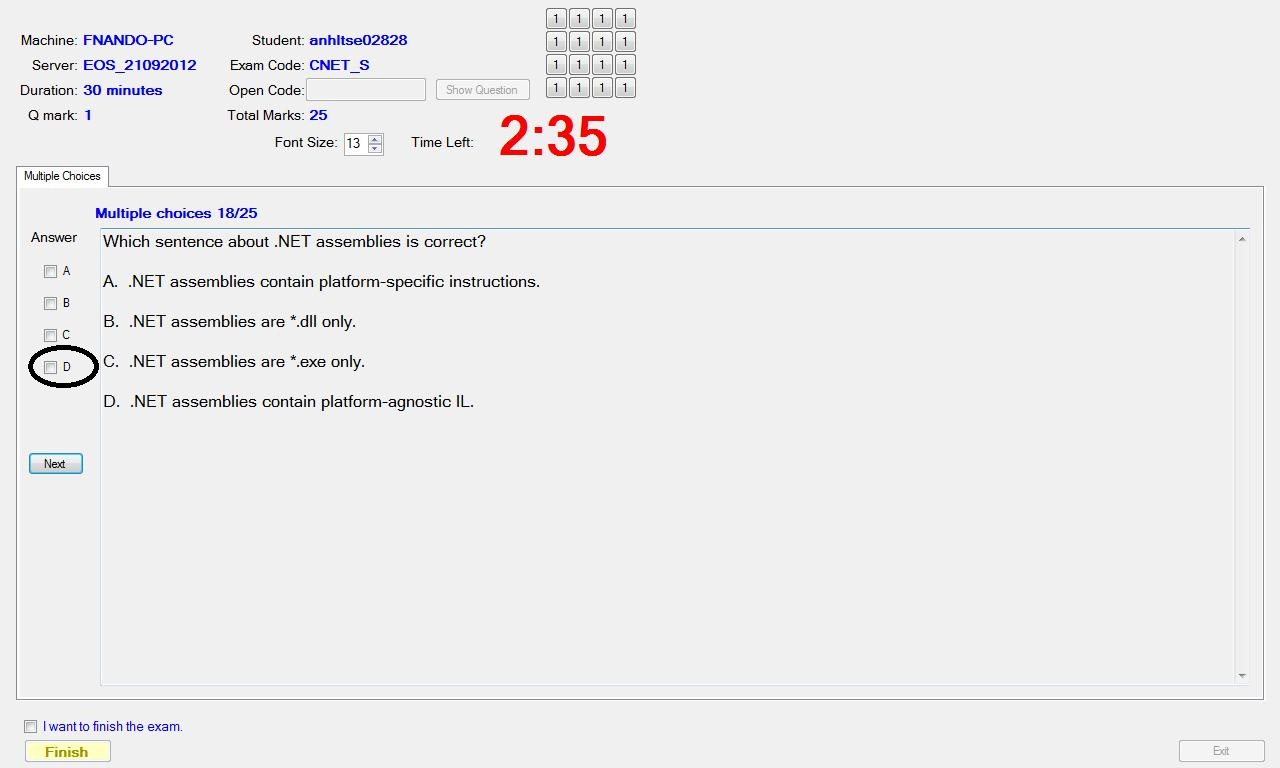 Machine: FNANDO-PC Student: anhltse02828
Server: EOS_21092012 Exam Code: CNET_S
Duration: 30 minutes Open Code: Show Question
Q mark: 1 Total Marks: 25
Font Size: 13 Time Left: 2:35
1 1 1 1
1 1 1 1
1 1 1 1
1 1 1 1
Multiple Choices
Multiple choices 18/25
Answer
A
B
C
D
Next
Which sentence about .NET assemblies is correct?
A. .NET assemblies contain platform-specific instructions.
B. .NET assemblies are *.dll only.
C. .NET assemblies are *.exe only.
D. .NET assemblies contain platform-agnostic IL.
I want to finish the exam.
Finish
Exit